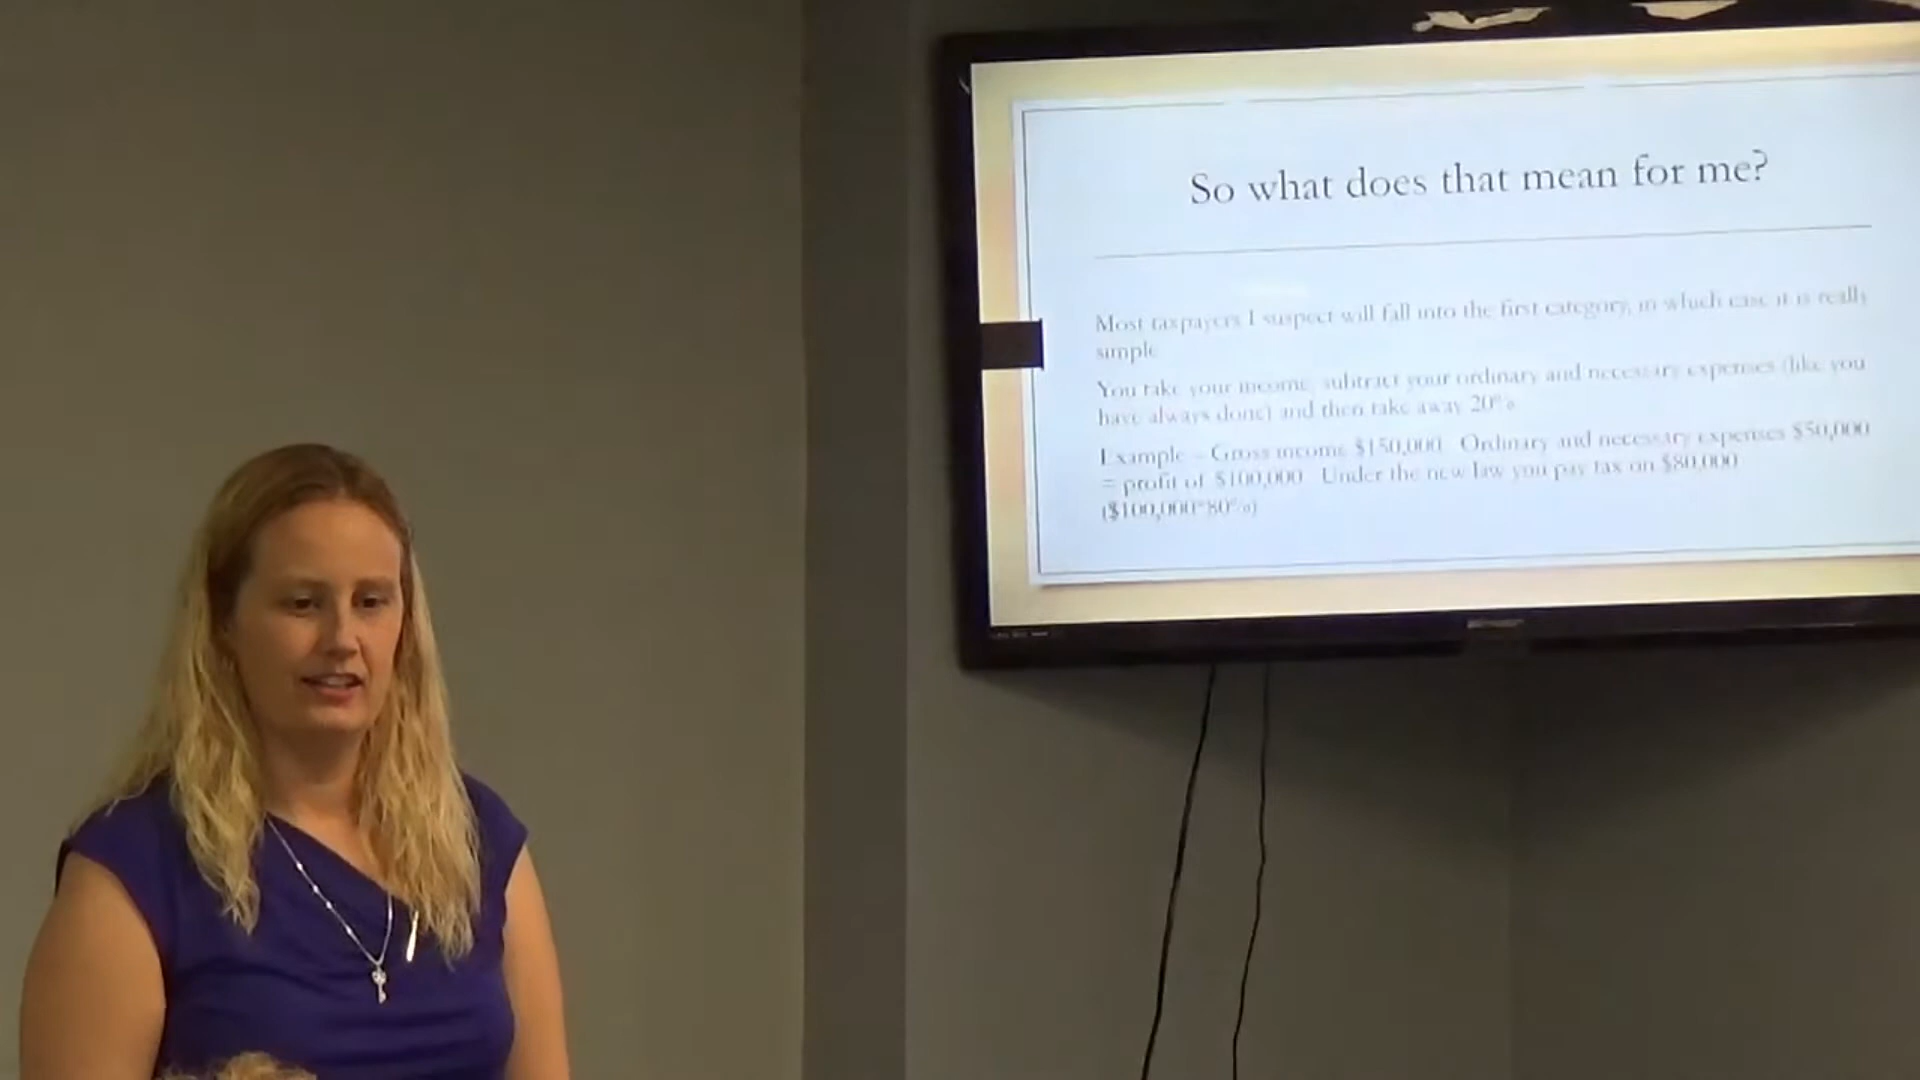 So what does that mean for me?
Most taxpayers I suspect will fall into the first category, in which case it is really
simple
You take your income, subtract your ordinary and necessary expenses (like you
have always done) and then take away 20%
Example – Gross income $150,000 Ordinary and necessary expenses $50,000
= profit of $100,000 Under the new law you pay tax on $80,000
($100,000*80%)